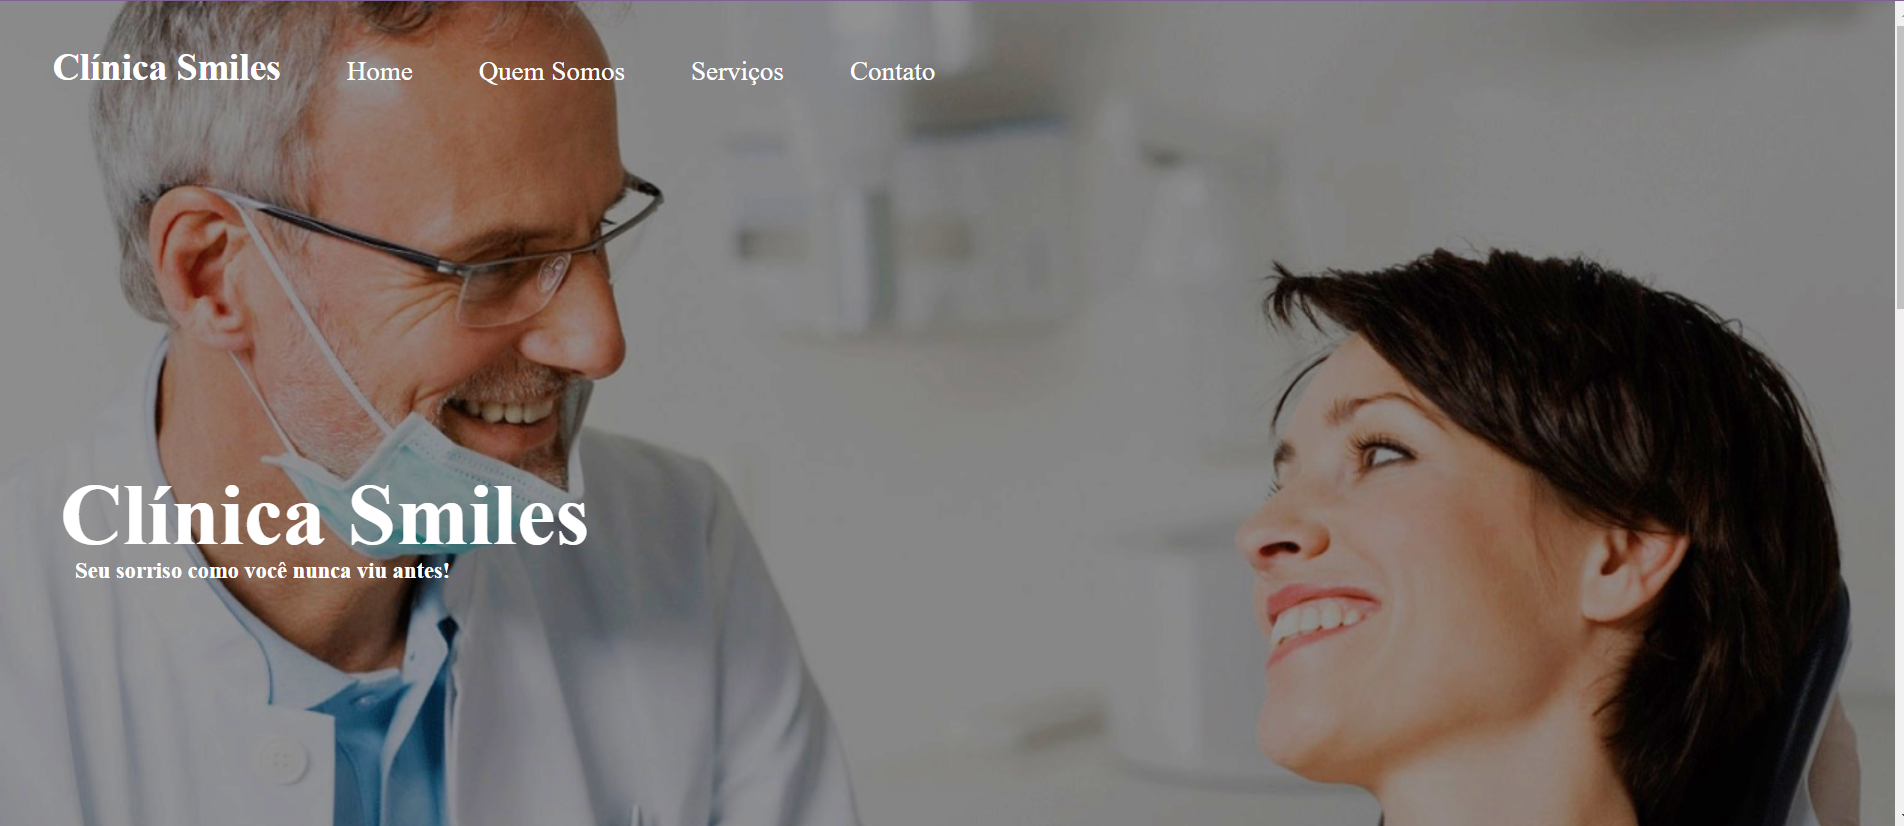 Clínica Smiles Home Quem Somos Serviços Contato
Clínica Smiles
Seu sorriso como você nunca viu antes!